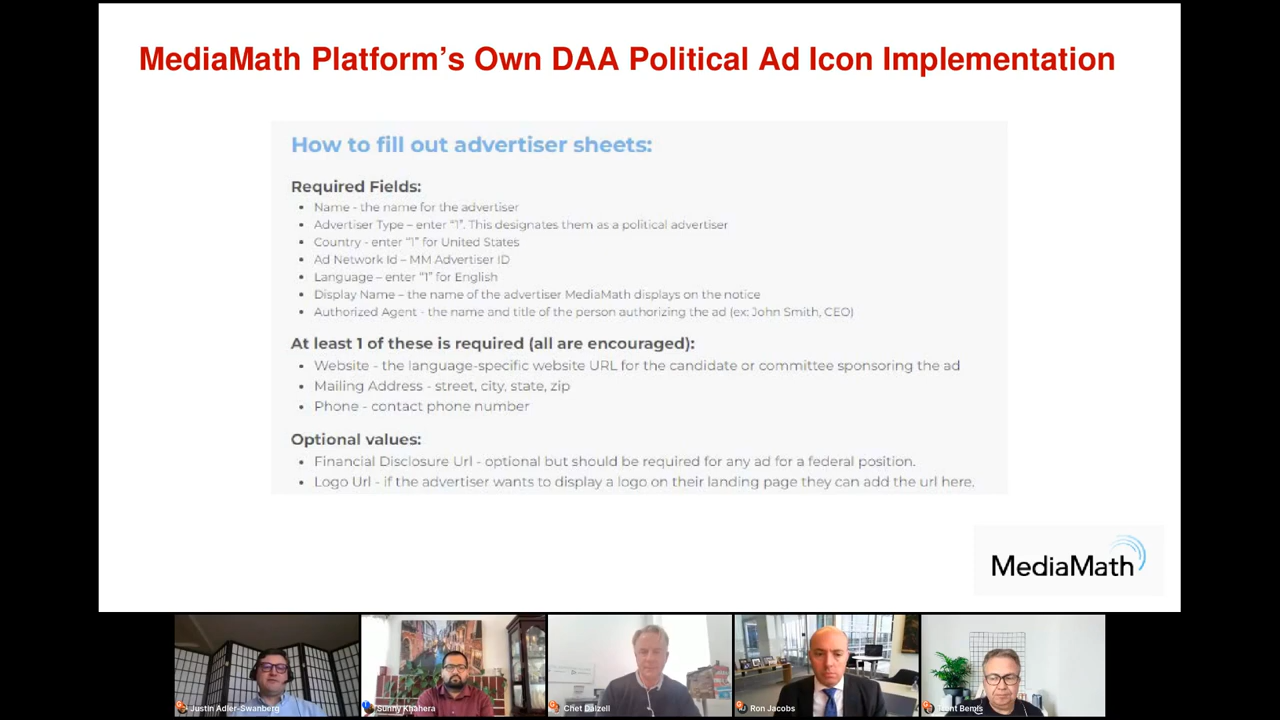 MediaMath Platform's Own DAA Political Ad Icon Implementation
How to fill out advertiser sheets:
Required Fields:
• Name - the name for the advertiser
• Advertiser Type – enter "1". This designates them as a political advertiser
• Country - enter "1" for United States
• Ad Network Id – MM Advertiser ID
• Language – enter "1" for English
• Display Name – the name of the advertiser MediaMath displays on the notice
• Authorized Agent - the name and title of the person authorizing the ad (ex: John Smith, CEO)
At least 1 of these is required (all are encouraged):
• Website - the language-specific website URL for the candidate or committee sponsoring the ad
• Mailing Address - street, city, state, zip
• Phone - contact phone number
Optional values:
• Financial Disclosure Url - optional but should be required for any ad for a federal position.
• Logo Url - if the advertiser wants to display a logo on their landing page they can add the url here.
MediaMath
Justin Adler-Swanberg
Sunny Khahera
Chet Dalzell
Ron Jacobs